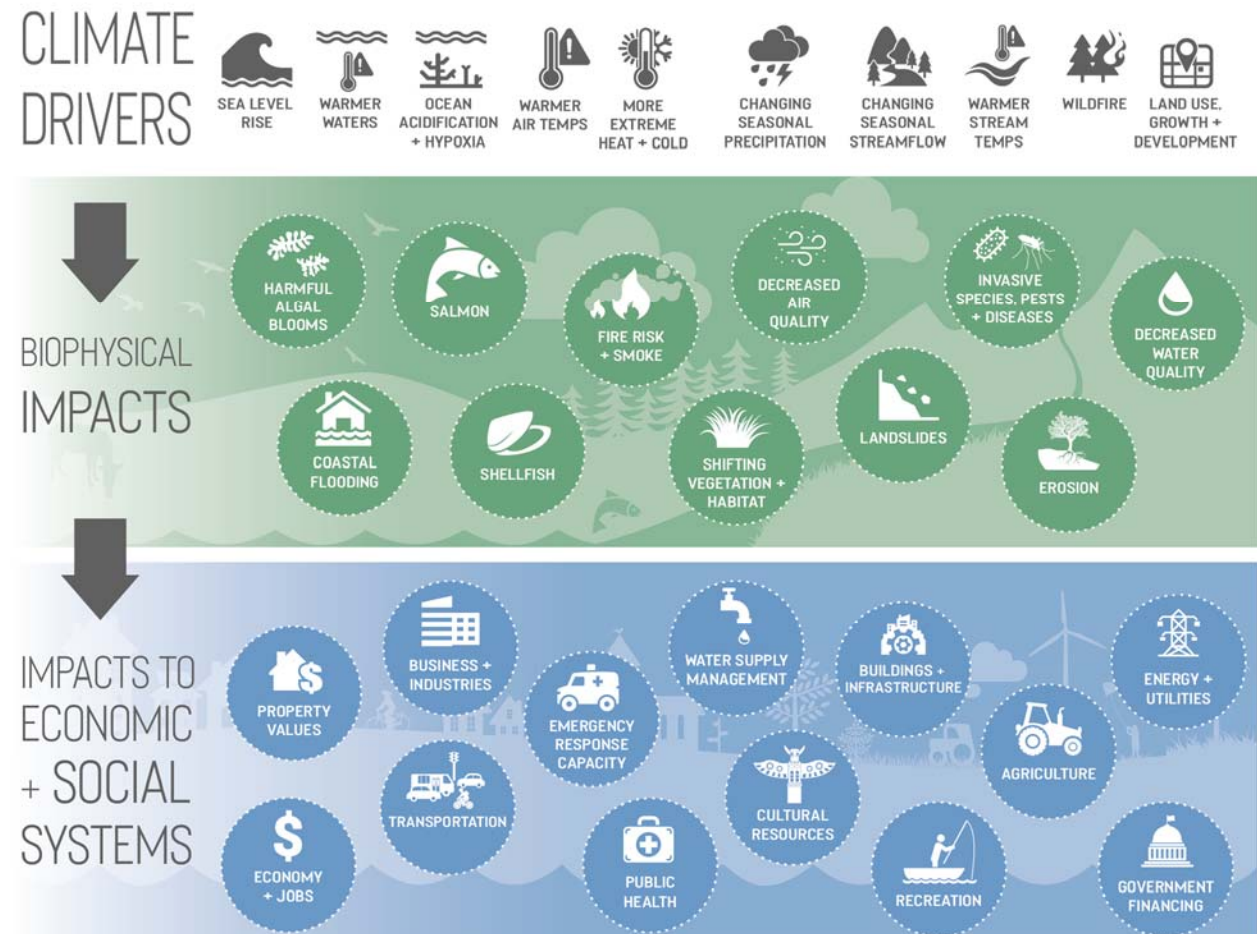 CLIMATE
DRIVERS
SEA LEVEL
RISE
WARMER
WATERS
OCEAN
ACIDIFICATION
+ HYPOXIA
WARMER
AIR TEMPS
MORE
EXTREME
HEAT + COLD
CHANGING
SEASONAL
PRECIPITATION
CHANGING
SEASONAL
STREAMFLOW
WARMER
STREAM
TEMPS
WILDFIRE
LAND USE,
GROWTH +
DEVELOPMENT
BIOPHYSICAL
IMPACTS
HARMFUL
ALGAL
BLOOMS
SALMON
FIRE RISK
+ SMOKE
DECREASED
AIR
QUALITY
INVASIVE
SPECIES, PESTS
+ DISEASES
DECREASED
WATER
QUALITY
COASTAL
FLOODING
SHELLFISH
SHIFTING
VEGETATION +
HABITAT
LANDSLIDES
EROSION
IMPACTS TO
ECONOMIC
+ SOCIAL
SYSTEMS
PROPERTY
VALUES
BUSINESS +
INDUSTRIES
EMERGENCY
RESPONSE
CAPACITY
WATER SUPPLY
MANAGEMENT
BUILDINGS +
INFRASTRUCTURE
ENERGY +
UTILITIES
AGRICULTURE
$
ECONOMY
+ JOBS
TRANSPORTATION
PUBLIC
HEALTH
CULTURAL
RESOURCES
RECREATION
GOVERNMENT
FINANCING